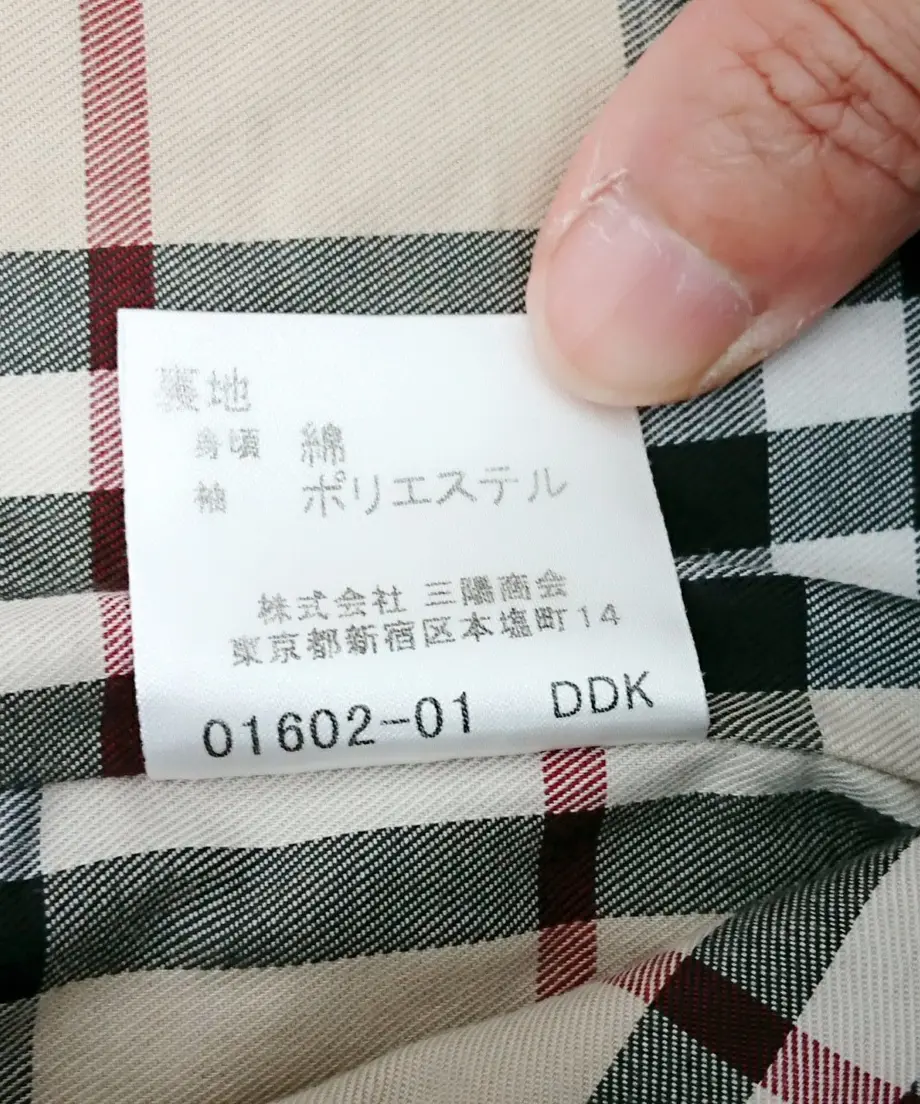 裏地
身頃 綿
袖 ポリエステル
株式会社 三陽商会
東京都新宿区本塩町14
01602-01 DDK